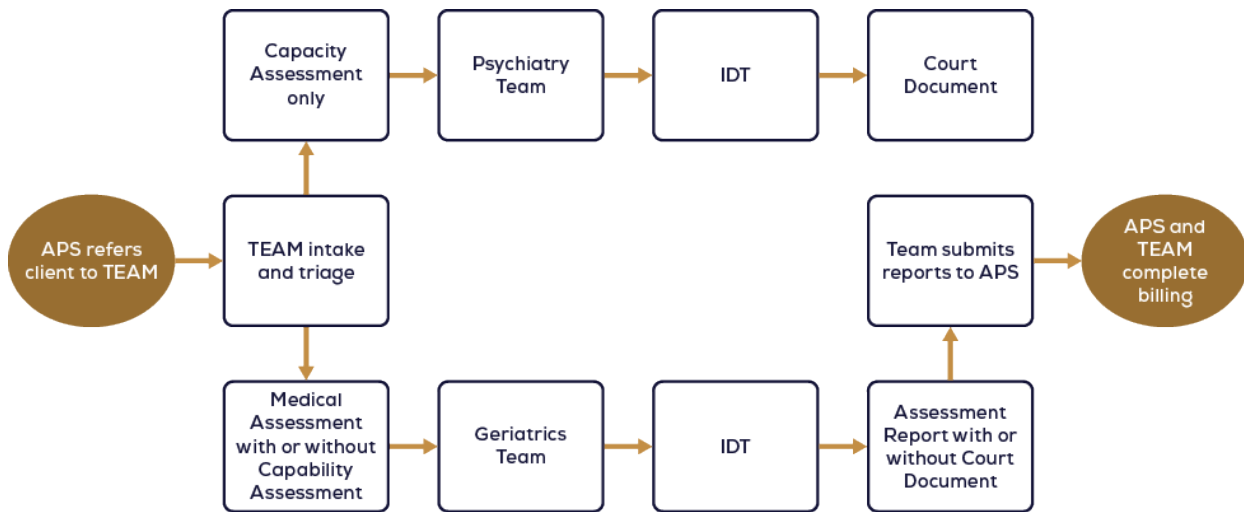 Capacity
Assessment
only
Psychiatry
Team
IDT
Court
Document
APS refers
client to TEAM
TEAM intake
and triage
Team submits
reports to APS
APS and
TEAM
complete
billing
Medical
Assessment
with or without
Capability
Assessment
Geriatrics
Team
IDT
Assessment
Report with or
without Court
Document